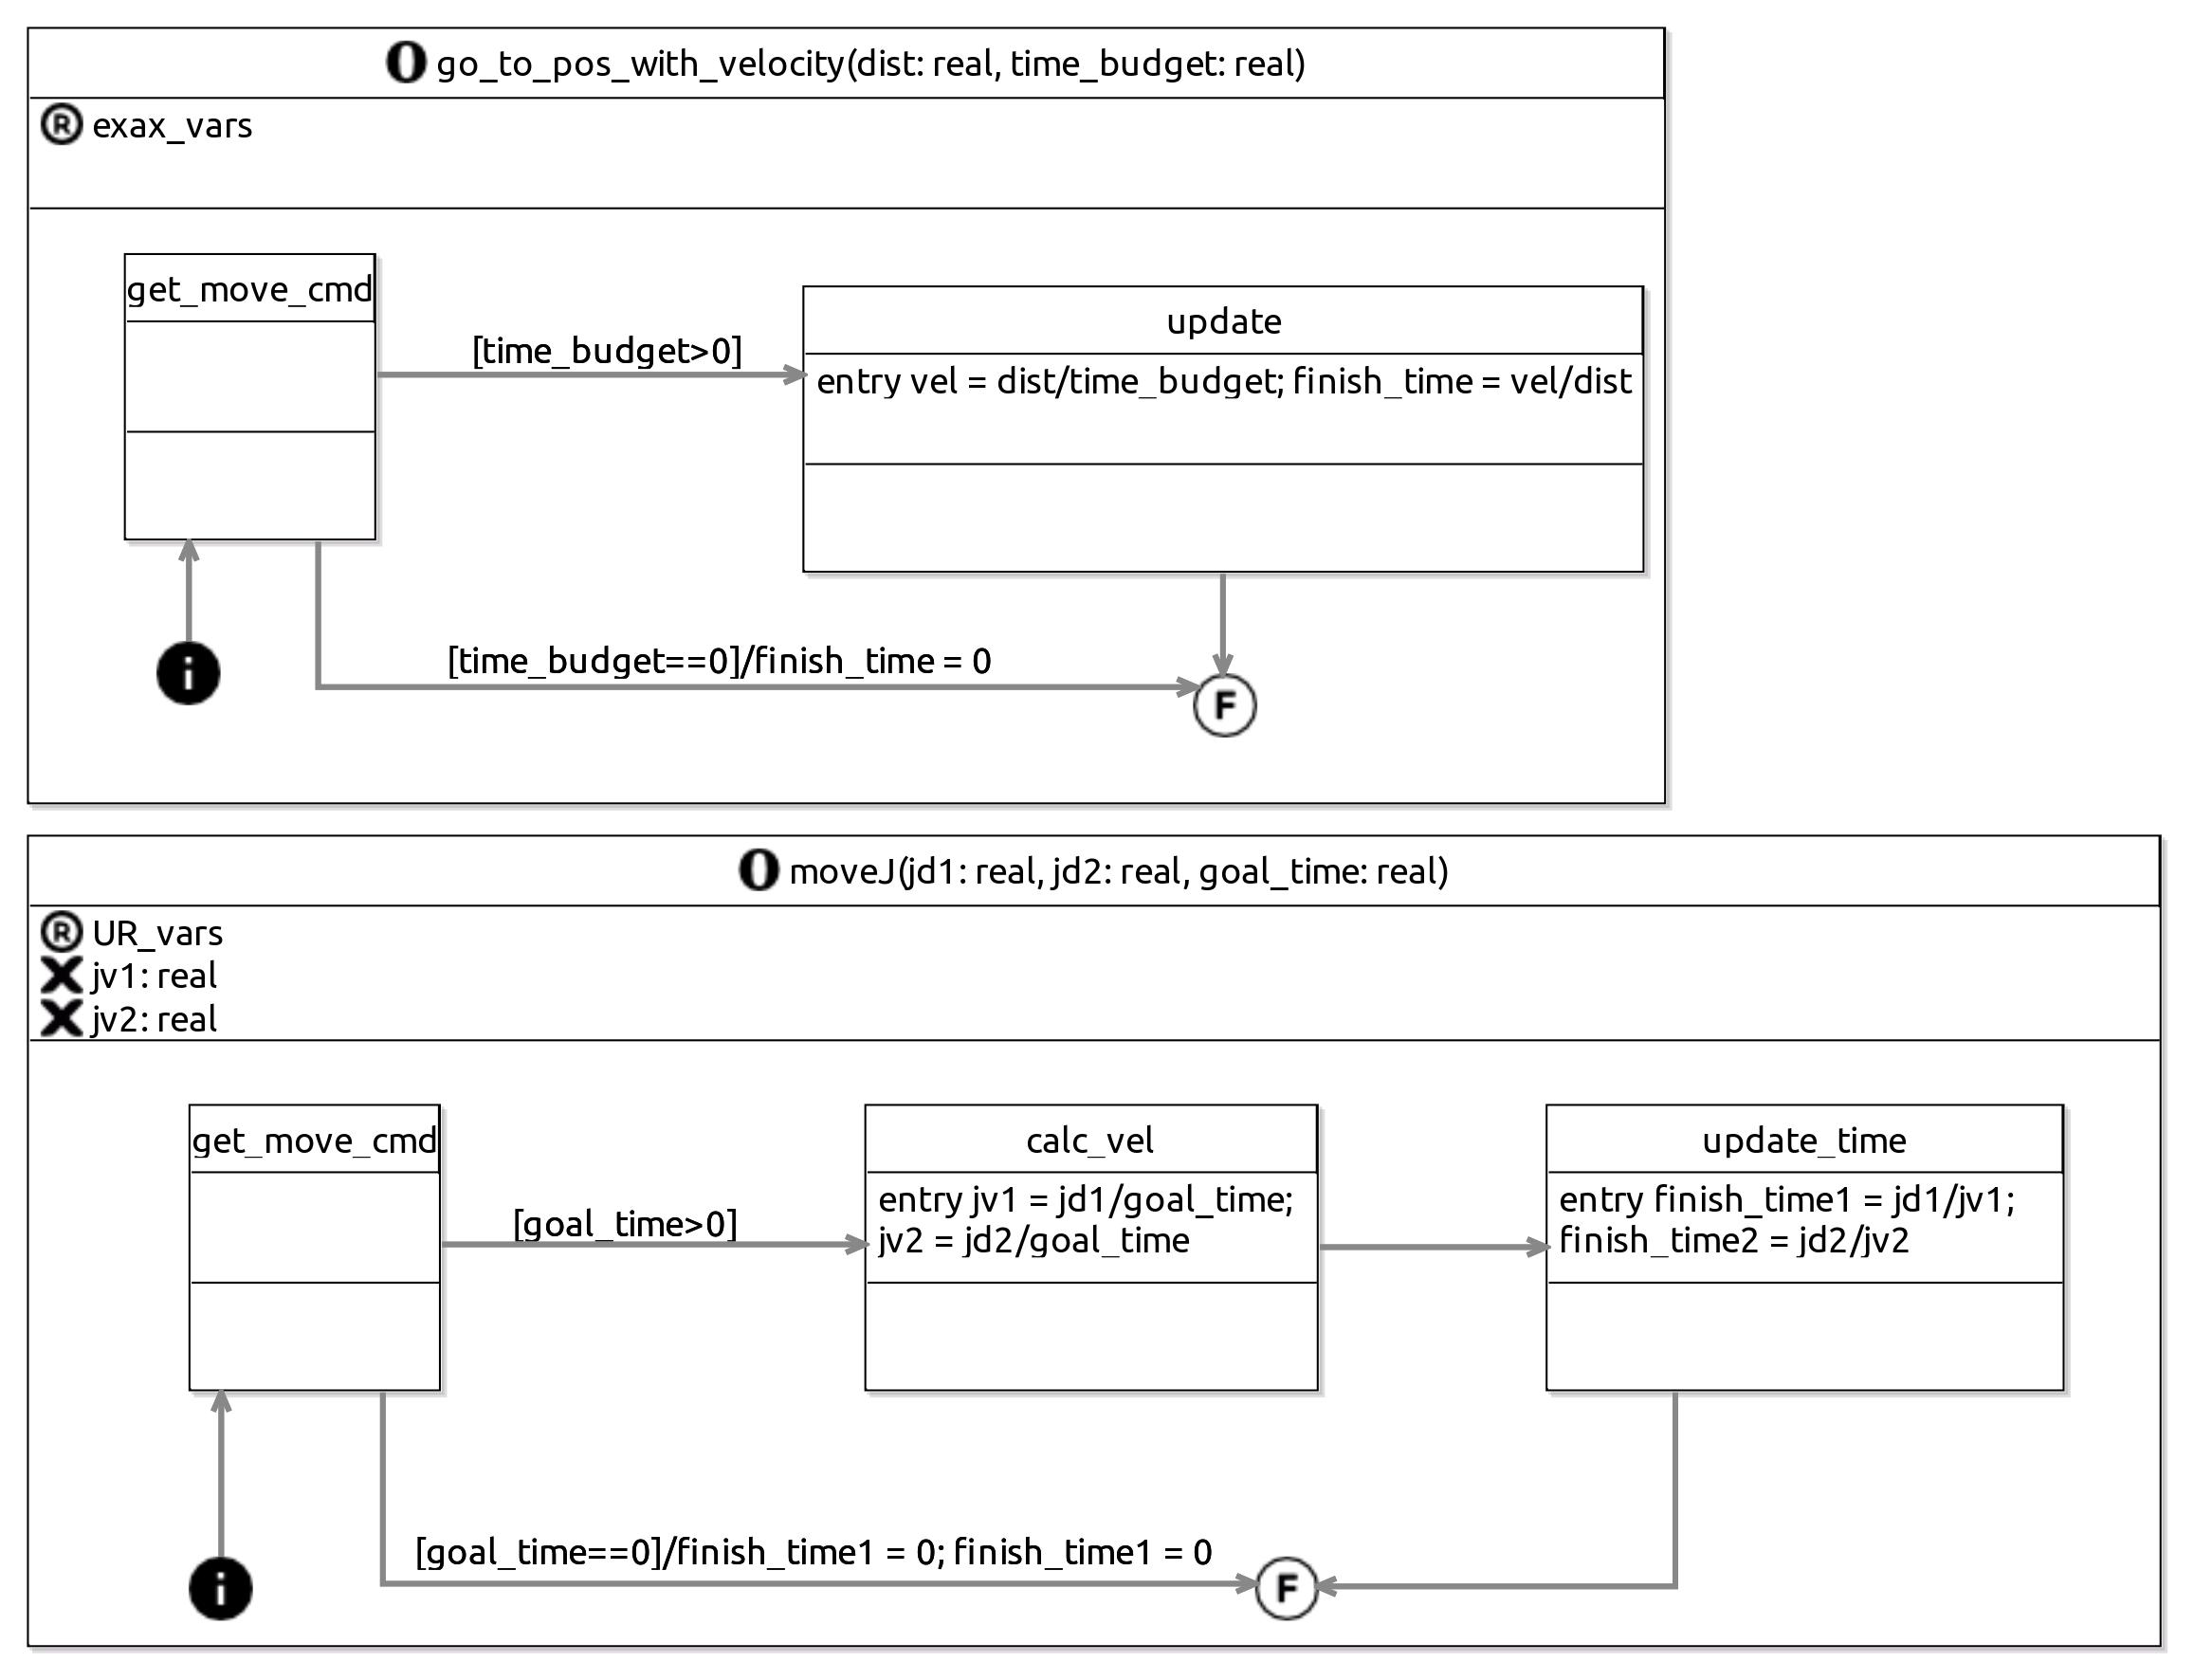 O go_to_pos_with_velocity(dist: real, time_budget: real)
R exax_vars
get_move_cmd
[time_budget>0]
update
entry vel = dist/time_budget; finish_time = vel/dist
i
[time_budget==0]/finish_time = 0
F
O moveJ(jd1: real, jd2: real, goal_time: real)
R UR_vars
X jv1: real
X jv2: real
get_move_cmd
[goal_time>0]
calc_vel
entry jv1 = jd1/goal_time;
jv2 = jd2/goal_time
update_time
entry finish_time1 = jd1/jv1;
finish_time2 = jd2/jv2
i
[goal_time==0]/finish_time1 = 0; finish_time1 = 0
F